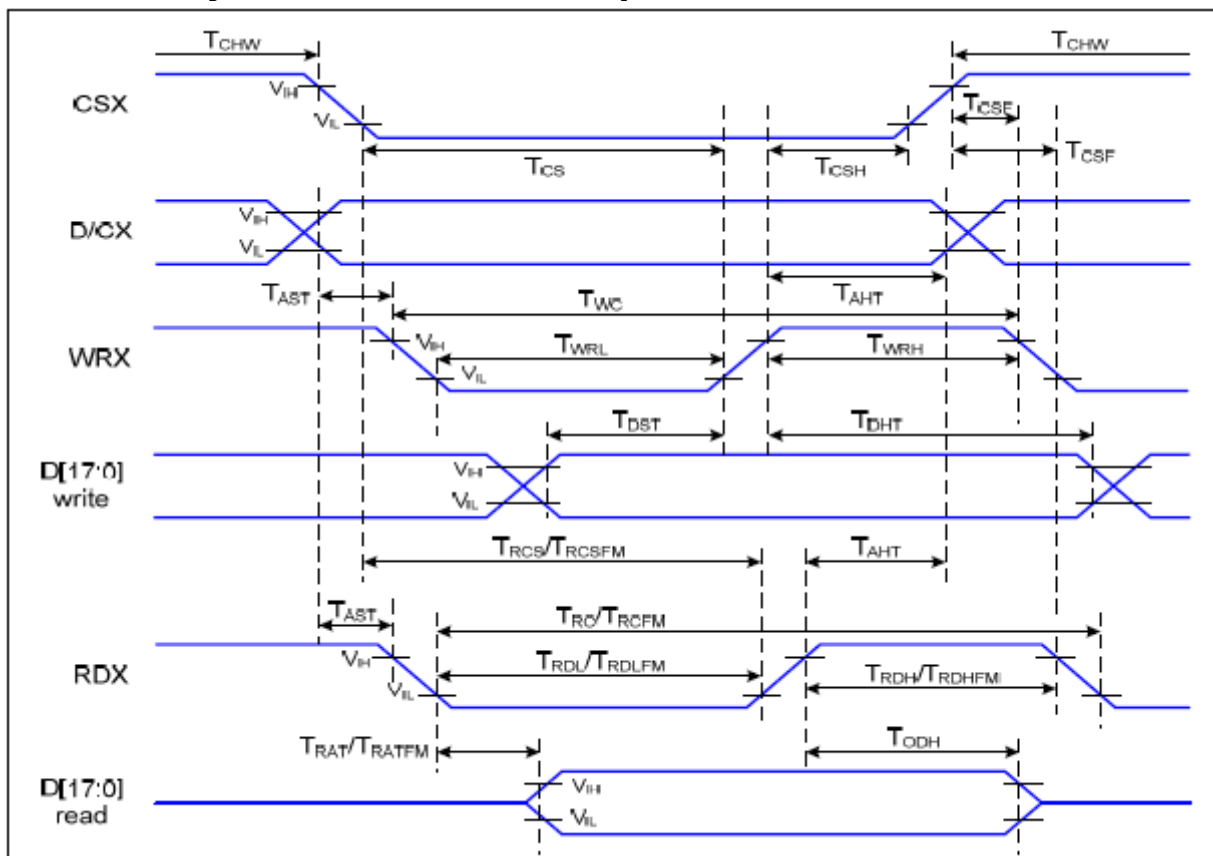 TCHW TCHW
CSX VIH VIL TCSF TCSF
TCS TCSH
D/CX VIH VIL
TAST TWC TAHT
WRX VIH VIL TWRL TWRH
TDST TDHT
D[17:0] write VIH VIL
TRCS/TRCSFM TAHT
TAST TRC/TRCFM
RDX VIH VIL TRDL/TRDLFM TRDH/TRDHFM
TRAT/TRATFM TODH
D[17:0] read VIH VIL